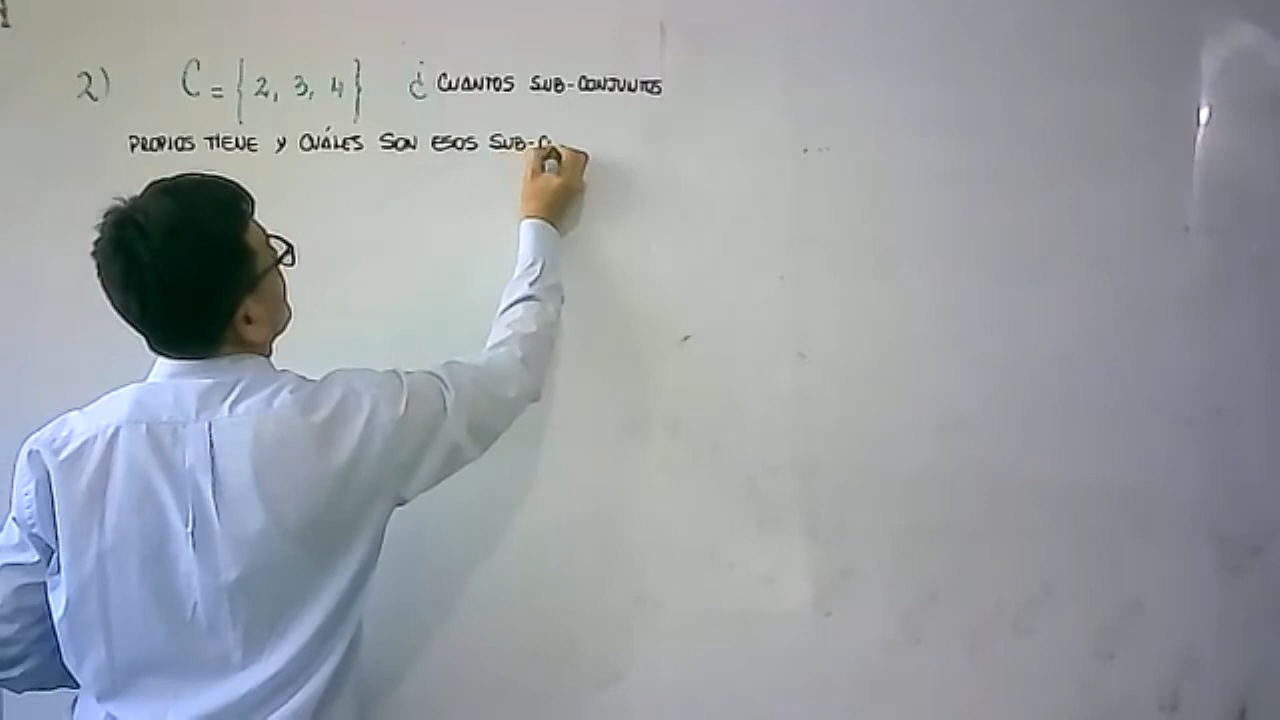 2) C = {2, 3, 4} ¿ CUANTOS SUB-CONJUNTOS
PROPIOS TIENE Y CUÁLES SON ESOS SUB-C